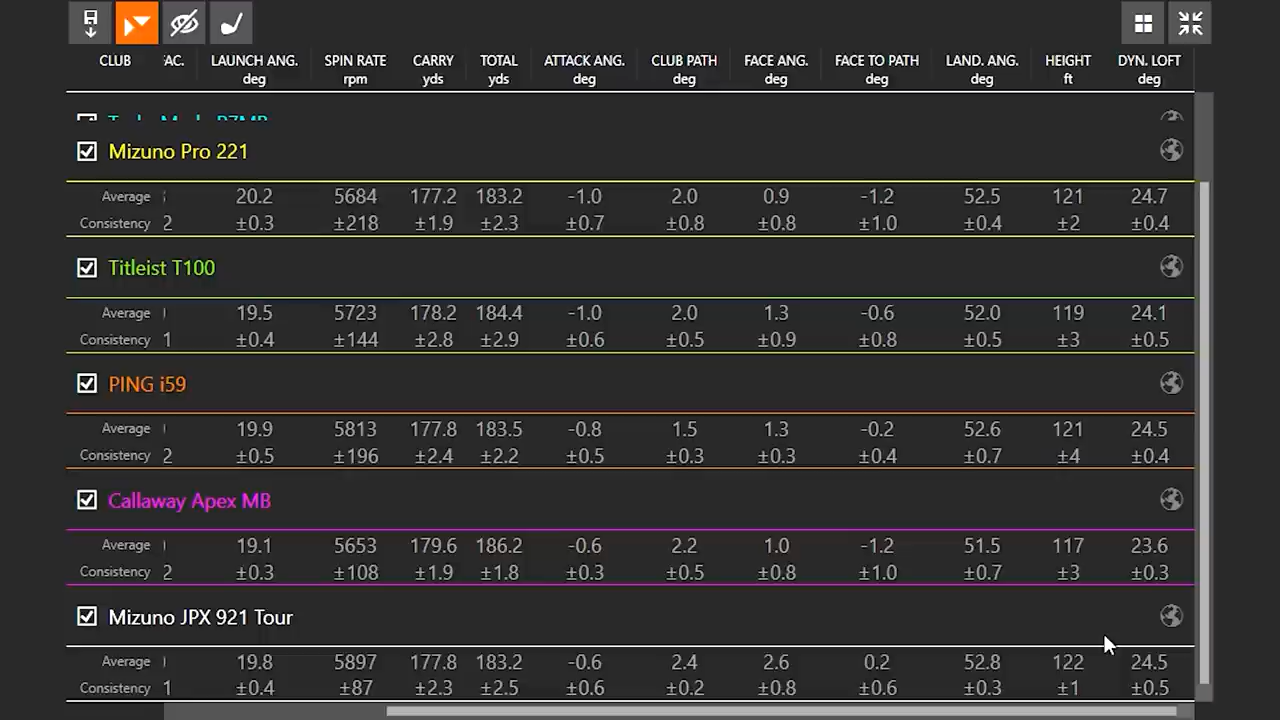 CLUB AC. LAUNCH ANG. SPIN RATE CARRY TOTAL ATTACK ANG. CLUB PATH FACE ANG. FACE TO PATH LAND. ANG. HEIGHT DYN. LOFT
deg rpm yds yds deg deg deg deg deg ft deg
Mizuno Pro 221
Average 20.2 5684 177.2 183.2 -1.0 2.0 0.9 -1.2 52.5 121 24.7
Consistency 2 ±0.3 ±218 ±1.9 ±2.3 ±0.7 ±0.8 ±0.8 ±1.0 ±0.4 ±2 ±0.4
Titleist T100
Average 19.5 5723 178.2 184.4 -1.0 2.0 1.3 -0.6 52.0 119 24.1
Consistency 1 ±0.4 ±144 ±2.8 ±2.9 ±0.6 ±0.5 ±0.9 ±0.8 ±0.5 ±3 ±0.5
PING i59
Average 19.9 5813 177.8 183.5 -0.8 1.5 1.3 -0.2 52.6 121 24.5
Consistency 2 ±0.5 ±196 ±2.4 ±2.2 ±0.5 ±0.3 ±0.3 ±0.4 ±0.7 ±4 ±0.4
Callaway Apex MB
Average 19.1 5653 179.6 186.2 -0.6 2.2 1.0 -1.2 51.5 117 23.6
Consistency 2 ±0.3 ±108 ±1.9 ±1.8 ±0.3 ±0.5 ±0.8 ±1.0 ±0.7 ±3 ±0.3
Mizuno JPX 921 Tour
Average 19.8 5897 177.8 183.2 -0.6 2.4 2.6 0.2 52.8 122 24.5
Consistency 1 ±0.4 ±87 ±2.3 ±2.5 ±0.6 ±0.2 ±0.8 ±0.6 ±0.3 ±1 ±0.5